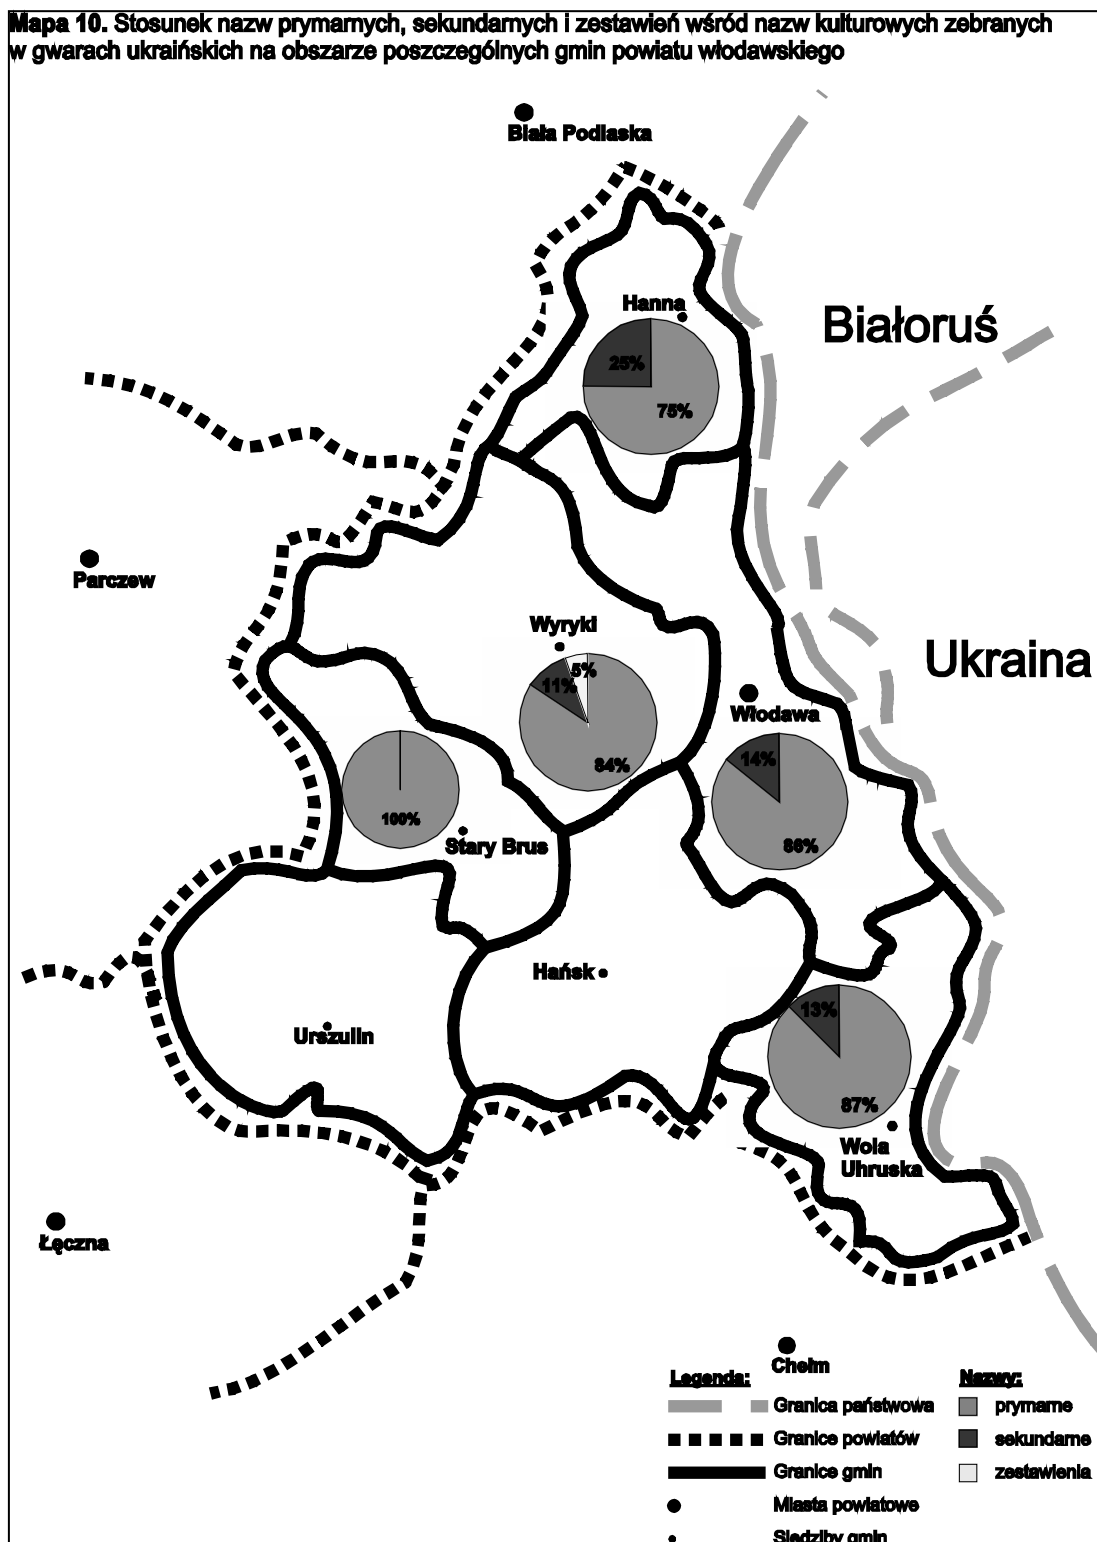 Mapa 10. Stosunek nazw prymarnych, sekundarnych i zestawień wśród nazw kulturowych zebranych
w gwarach ukraińskich na obszarze poszczególnych gmin powiatu włodawskiego
Biała Podlaska
Hanna
Białoruś
25%
75%
Parczew
Wyryki
Ukraina
5%
11%
84%
Włodawa
14%
86%
100%
Stary Brus
Hańsk
Urszulin
13%
87%
Wola
Uhruska
Łęczna
Chełm
Legenda: Nazwy:
Granica państwowa prymarne
Granice powiatów sekundarne
Granice gmin zestawienia
Miasta powiatowe
Siedziby gmin